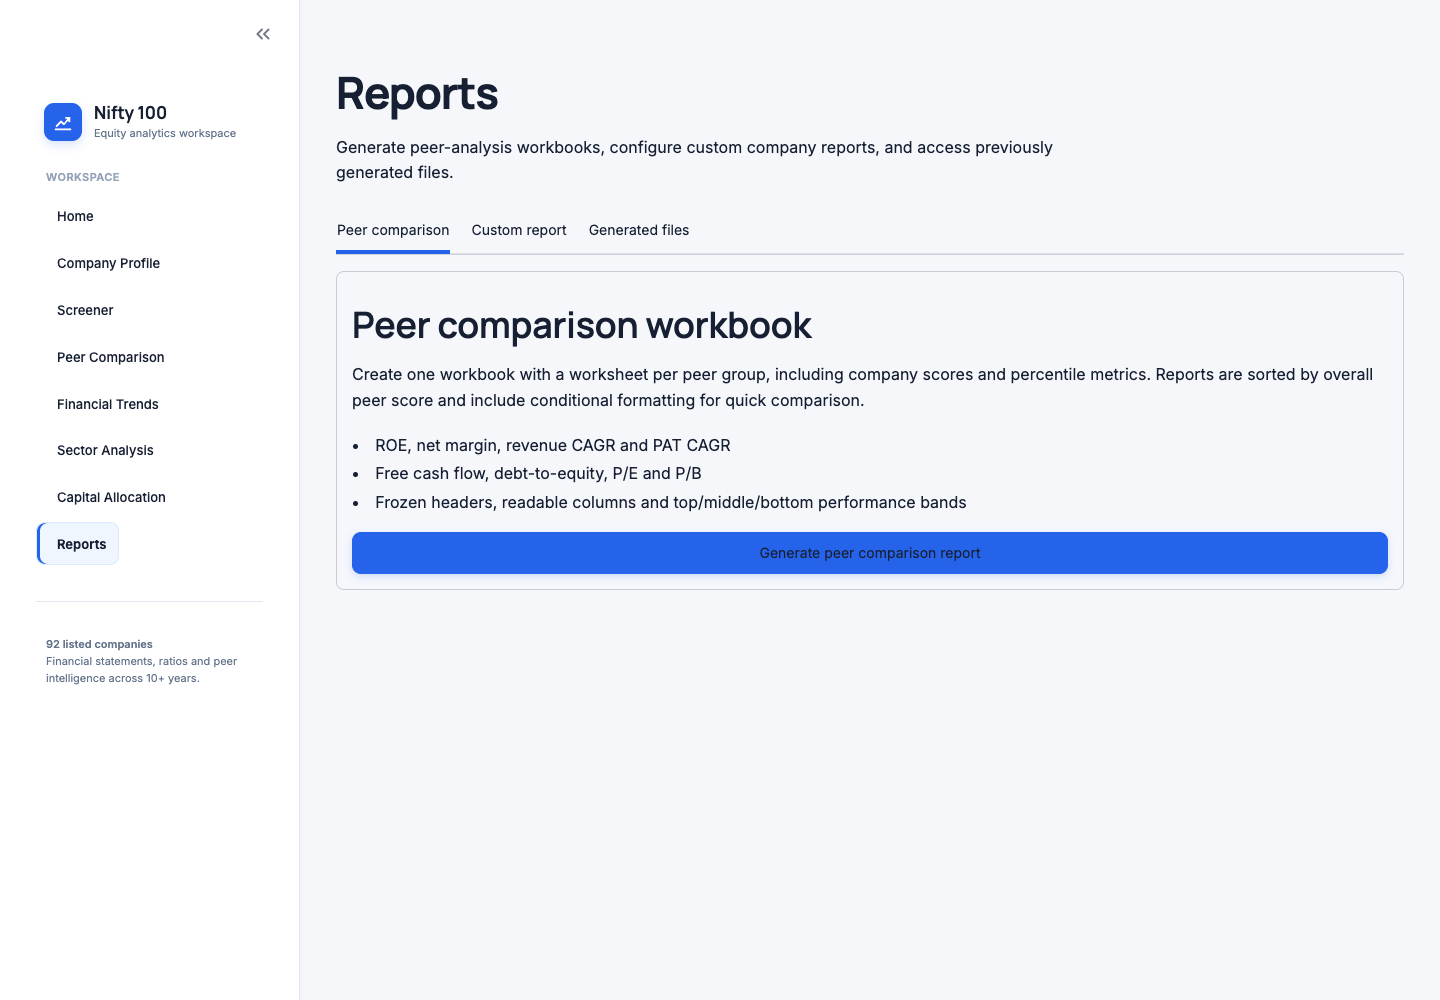 Nifty 100
Equity analytics workspace
WORKSPACE
Home
Company Profile
Screener
Peer Comparison
Financial Trends
Sector Analysis
Capital Allocation
Reports
92 listed companies
Financial statements, ratios and peer
intelligence across 10+ years.
Reports
Generate peer-analysis workbooks, configure custom company reports, and access previously
generated files.
Peer comparison
Custom report
Generated files
Peer comparison workbook
Create one workbook with a worksheet per peer group, including company scores and percentile metrics. Reports are sorted by overall
peer score and include conditional formatting for quick comparison.
• ROE, net margin, revenue CAGR and PAT CAGR
• Free cash flow, debt-to-equity, P/E and P/B
• Frozen headers, readable columns and top/middle/bottom performance bands
Generate peer comparison report